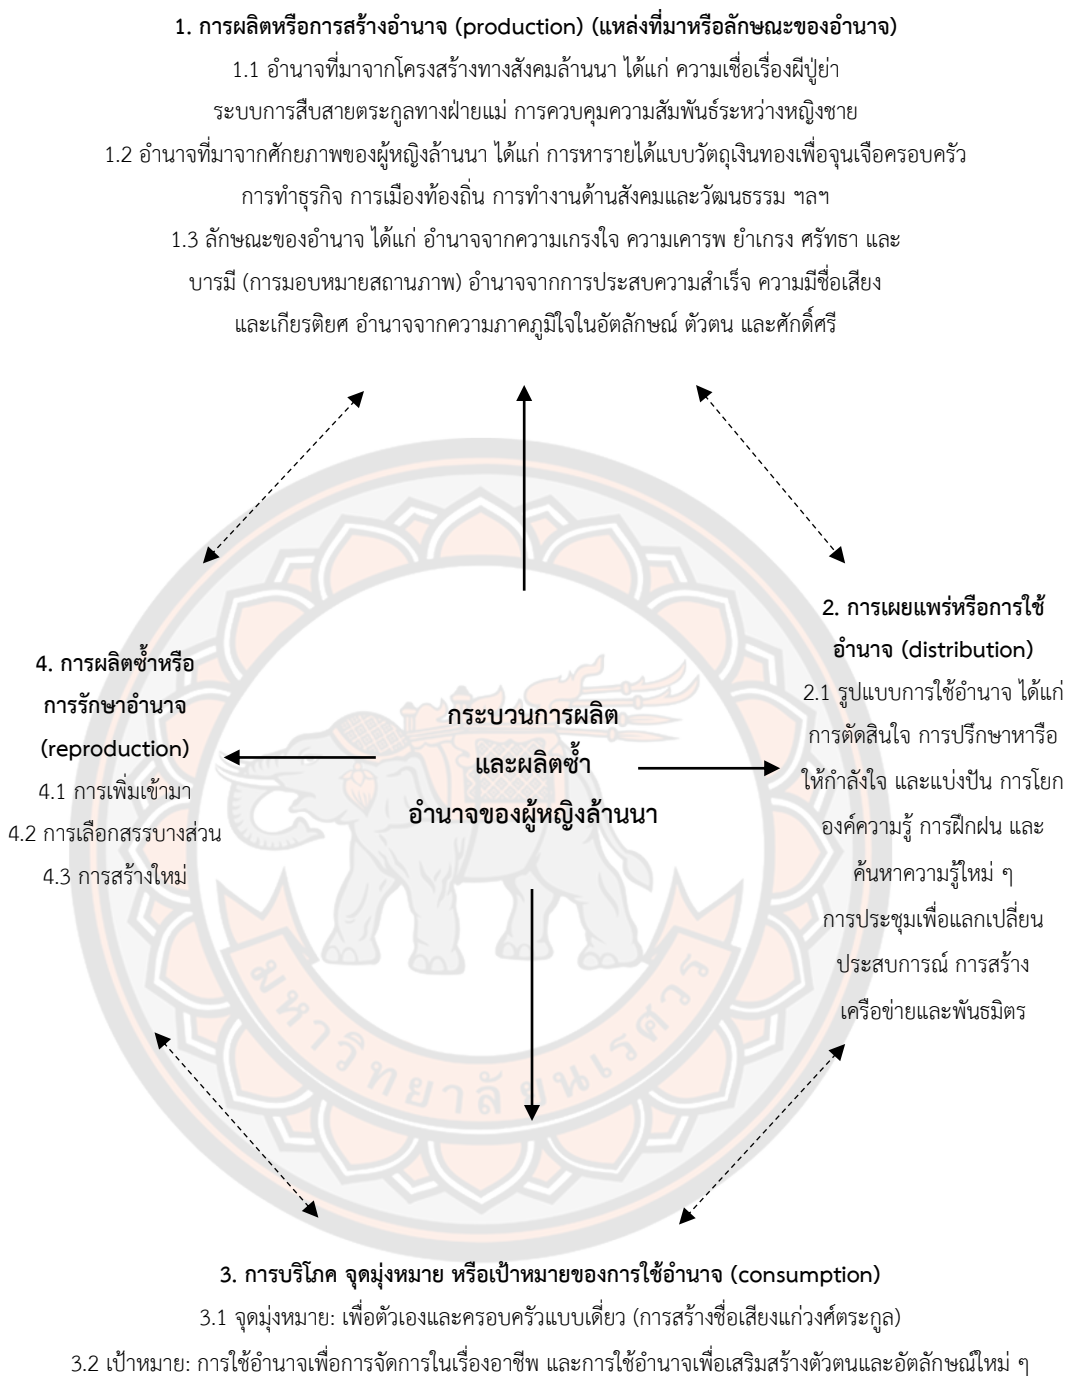 1. การผลิตหรือการสร้างอำนาจ (production) (แหล่งที่มาหรือลักษณะของอำนาจ)
1.1 อำนาจที่มาจากโครงสร้างทางสังคมล้านนา ได้แก่ ความเชื่อเรื่องผีปู่ย่า
ระบบการสืบสายตระกูลทางฝ่ายแม่ การควบคุมความสัมพันธ์ระหว่างหญิงชาย
1.2 อำนาจที่มาจากศักยภาพของผู้หญิงล้านนา ได้แก่ การหารายได้แบบวัตถุเงินทองเพื่อจุนเจือครอบครัว
การทำธุรกิจ การเมืองท้องถิ่น การทำงานด้านสังคมและวัฒนธรรม ฯลฯ
1.3 ลักษณะของอำนาจ ได้แก่ อำนาจจากความเกรงใจ ความเคารพ ยำเกรง ศรัทธา และ
บารมี (การมอบหมายสถานภาพ) อำนาจจากการประสบความสำเร็จ ความมีชื่อเสียง
และเกียรติยศ อำนาจจากความภาคภูมิใจในอัตลักษณ์ ตัวตน และศักดิ์ศรี
2. การเผยแพร่หรือการใช้
อำนาจ (distribution)
2.1 รูปแบบการใช้อำนาจ ได้แก่
การตัดสินใจ การปรึกษาหารือ
ให้กำลังใจ และแบ่งปัน การโยก
องค์ความรู้ การฝึกฝน และ
ค้นหาความรู้ใหม่ ๆ
การประชุมเพื่อแลกเปลี่ยน
ประสบการณ์ การสร้าง
เครือข่ายและพันธมิตร
4. การผลิตซ้ำหรือ
การรักษาอำนาจ
(reproduction)
4.1 การเพิ่มเข้ามา
4.2 การเลือกสรรบางส่วน
4.3 การสร้างใหม่
กระบวนการผลิต
และผลิตซ้ำ
อำนาจของผู้หญิงล้านนา
มหาวิทยาลัยนเรศวร
3. การบริโภค จุดมุ่งหมาย หรือเป้าหมายของการใช้อำนาจ (consumption)
3.1 จุดมุ่งหมาย: เพื่อตัวเองและครอบครัวแบบเดี่ยว (การสร้างชื่อเสียงแก่วงศ์ตระกูล)
3.2 เป้าหมาย: การใช้อำนาจเพื่อการจัดการในเรื่องอาชีพ และการใช้อำนาจเพื่อเสริมสร้างตัวตนและอัตลักษณ์ใหม่ ๆ